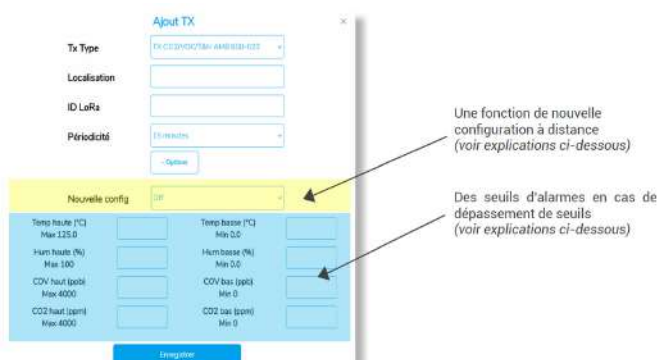 Ajout TX
×
Tx Type
Localisation
ID LoRa
Périodicité
15 minutes
- Options
Nouvelle config
Off
Temp haute (°C)
Max 125.0
Temp basse (°C)
Min 0.0
Hum haute (%)
Max 100
Hum basse (%)
Min 0.0
COV haut (ppb)
Max 4000
COV bas (ppb)
Min 0
CO2 haut (ppm)
Max 4000
CO2 bas (ppm)
Min 0
Enregistrer
Une fonction de nouvelle
configuration à distance
(voir explications ci-dessous)
Des seuils d'alarmes en cas de
dépassement de seuils
(voir explications ci-dessous)